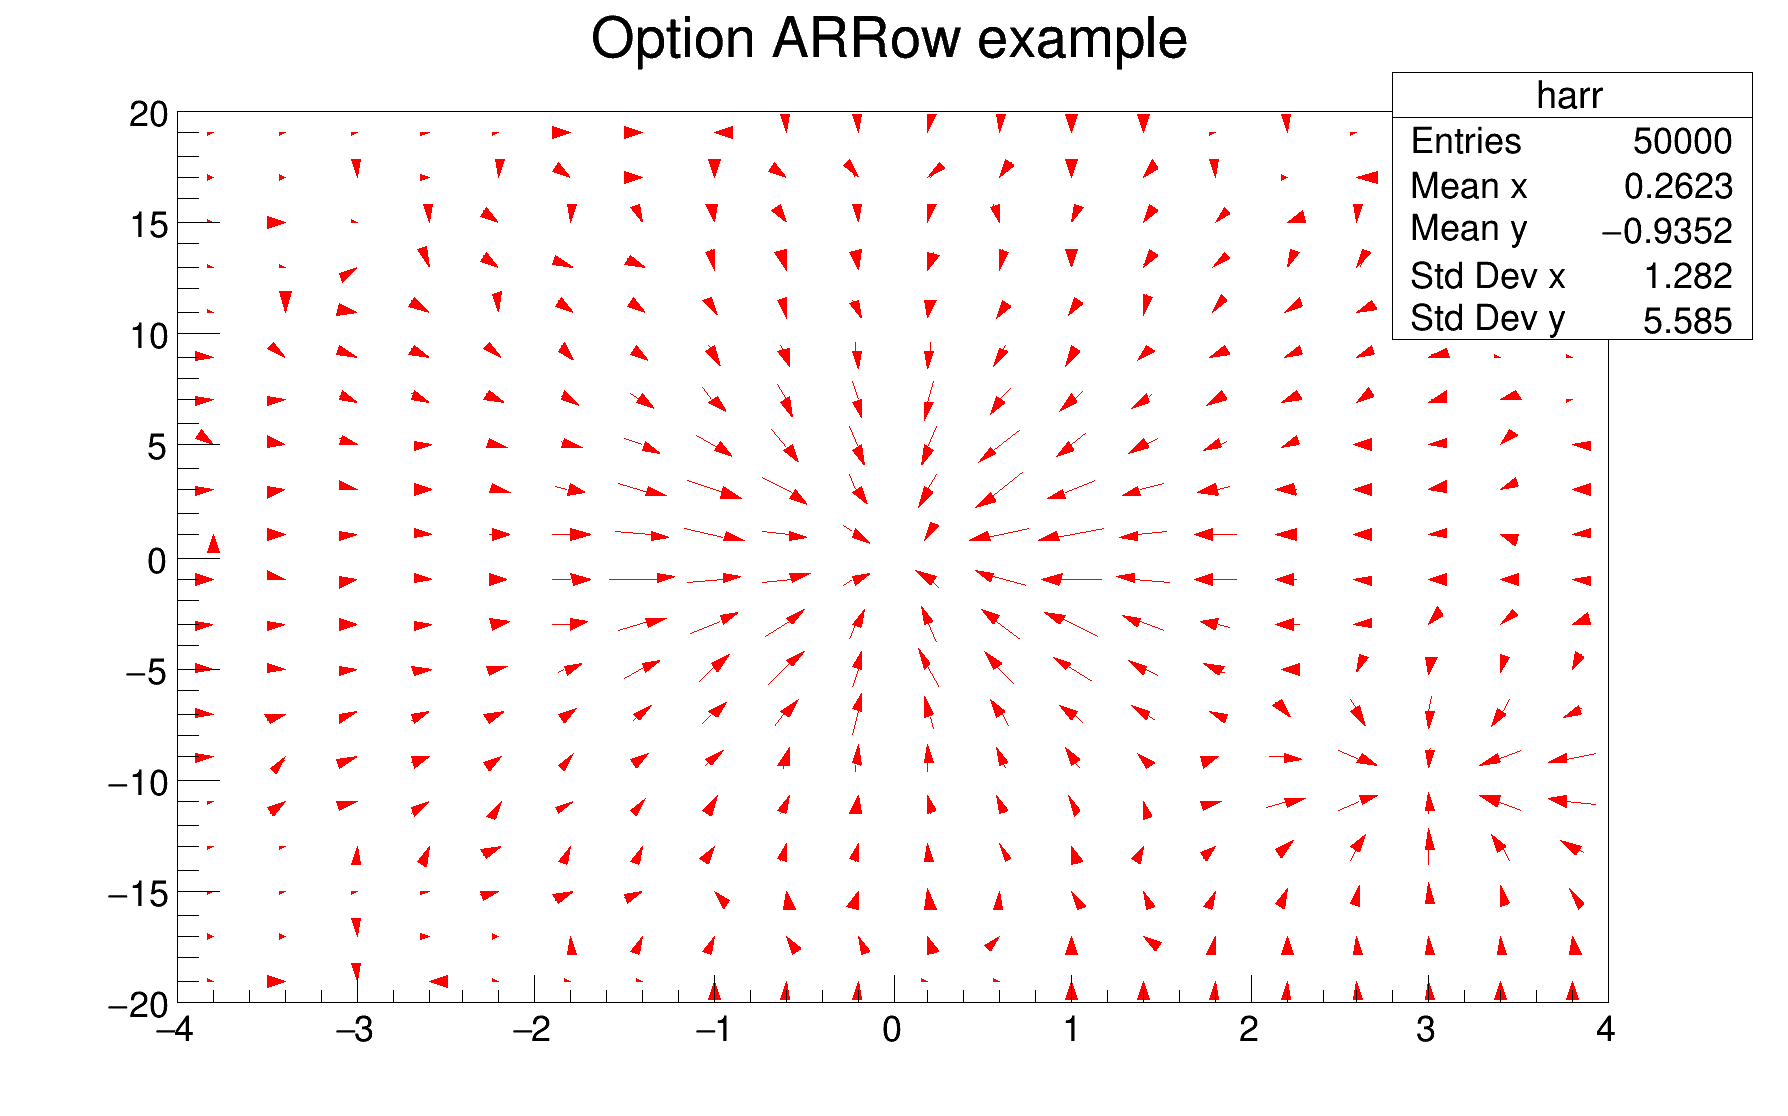 Option ARRow example
harr
Entries 50000
Mean x 0.2623
Mean y −0.9352
Std Dev x 1.282
Std Dev y 5.585
20
15
10
5
0
−5
−10
−15
−20
−4 −3 −2 −1 0 1 2 3 4